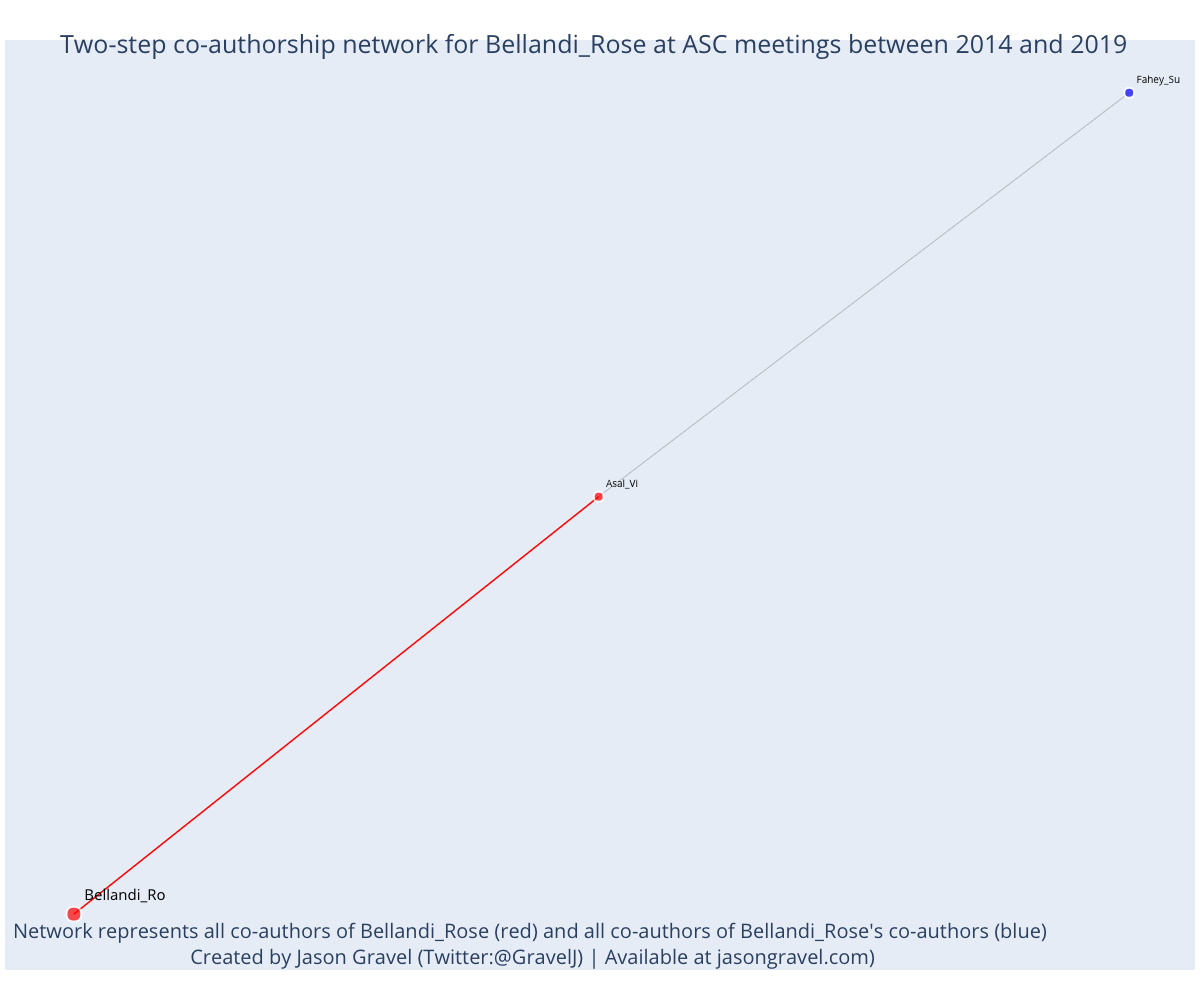 Two-step co-authorship network for Bellandi_Rose at ASC meetings between 2014 and 2019
Fahey_Su
Asal_Vi
Bellandi_Ro
Network represents all co-authors of Bellandi_Rose (red) and all co-authors of Bellandi_Rose's co-authors (blue)
Created by Jason Gravel (Twitter:@GravelJ) | Available at jasongravel.com)